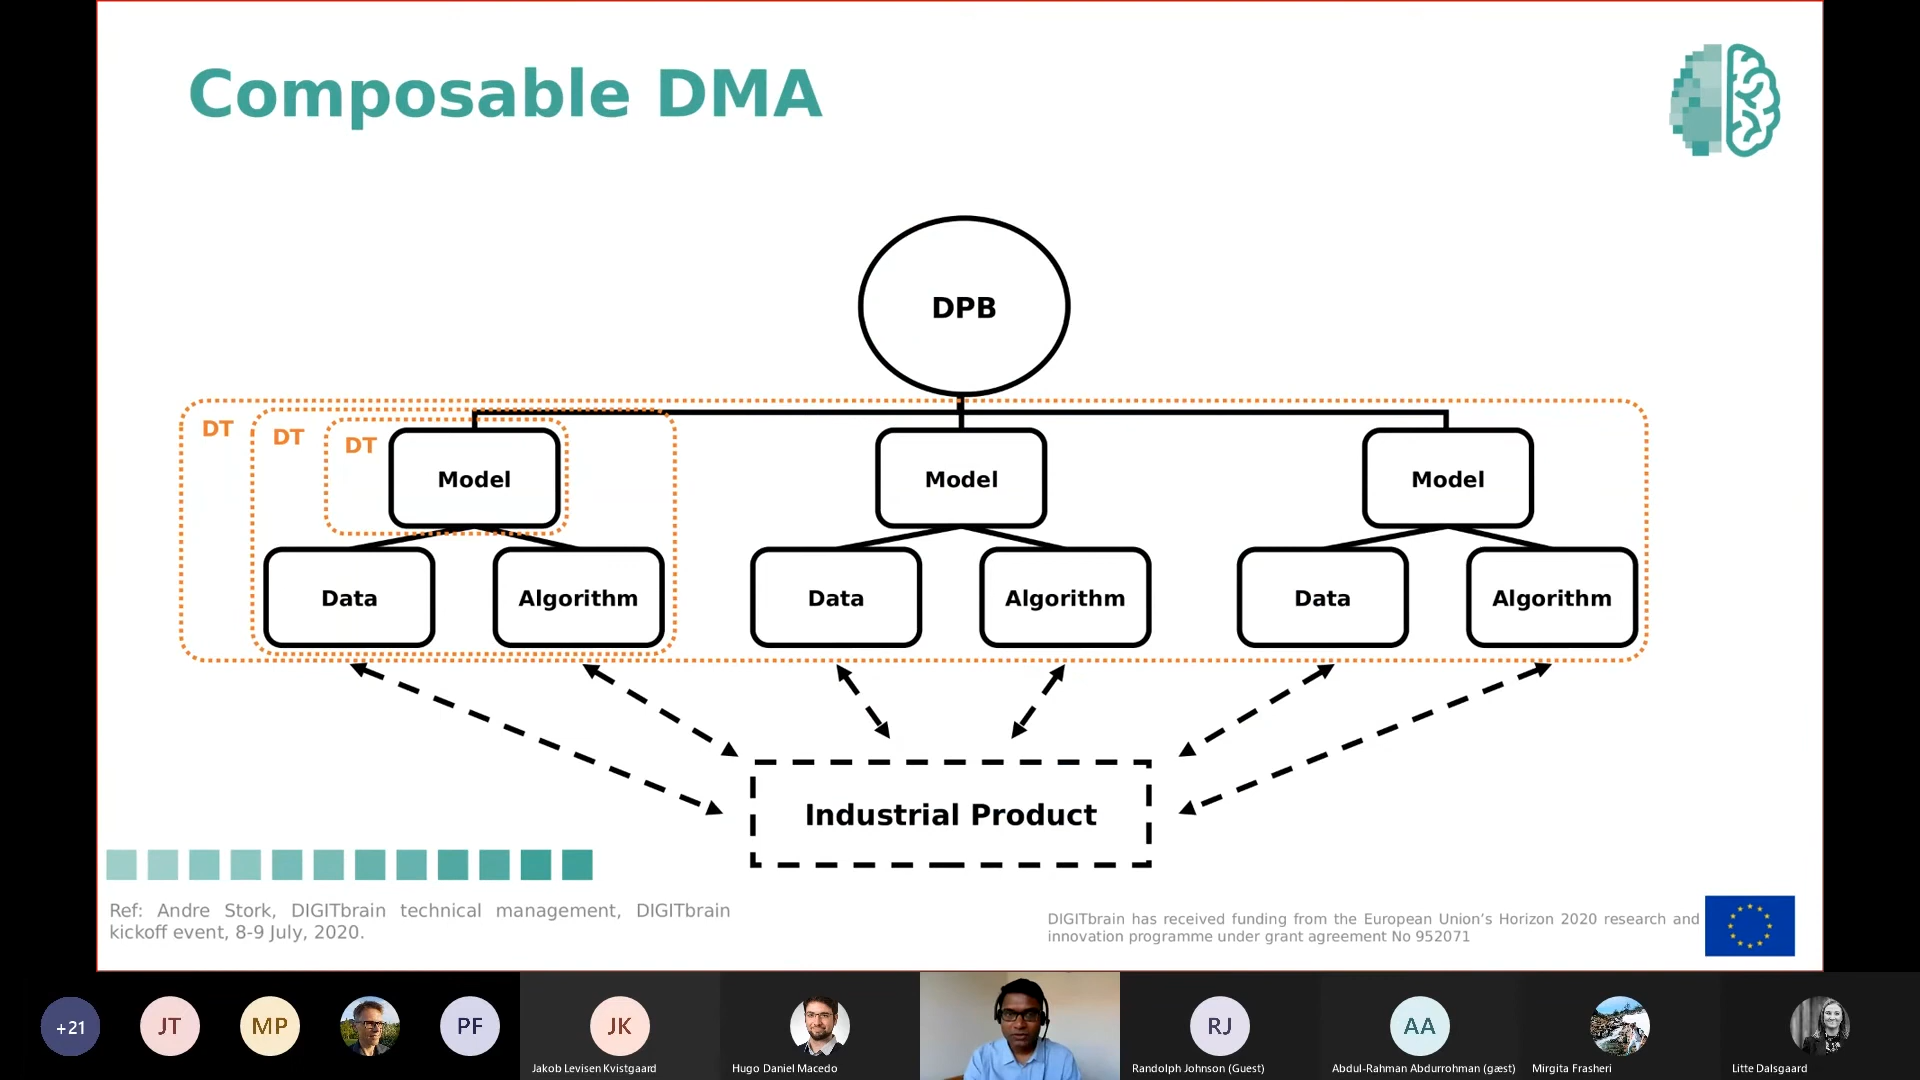 Composable DMA
DPB
DT
DT
DT
Model
Model
Model
Data
Algorithm
Data
Algorithm
Data
Algorithm
Industrial Product
Ref: Andre Stork, DIGITbrain technical management, DIGITbrain
kickoff event, 8-9 July, 2020.
DIGITbrain has received funding from the European Union’s Horizon 2020 research and
innovation programme under grant agreement No 952071
+21
JT
MP
PF
JK
RJ
AA
Jakob Levisen Kvistgaard
Hugo Daniel Macedo
Randolph Johnson (Guest)
Abdul-Rahman Abdurrohman (gæst)
Mirgita Frasheri
Litte Dalsgaard